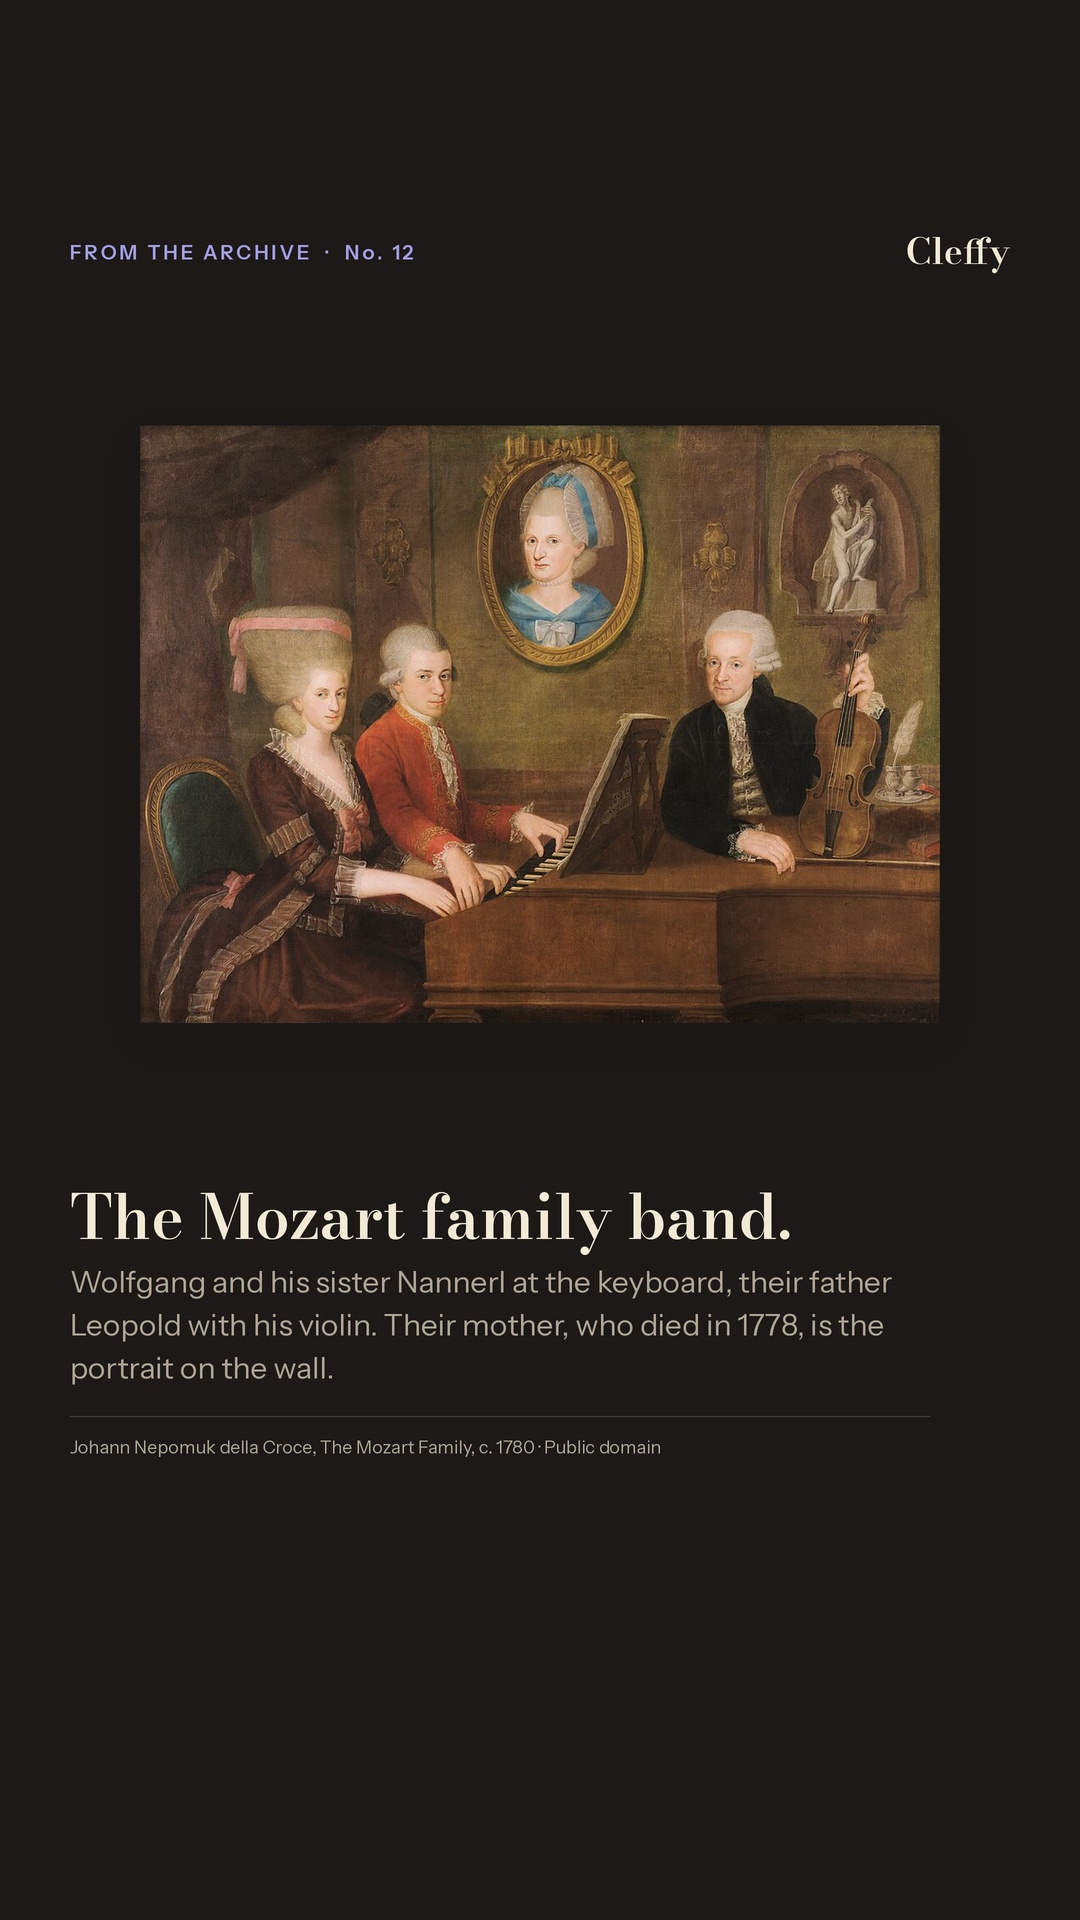 FROM THE ARCHIVE · No. 12
Cleffy
The Mozart family band.
Wolfgang and his sister Nannerl at the keyboard, their father
Leopold with his violin. Their mother, who died in 1778, is the
portrait on the wall.
Johann Nepomuk della Croce, The Mozart Family, c. 1780 · Public domain